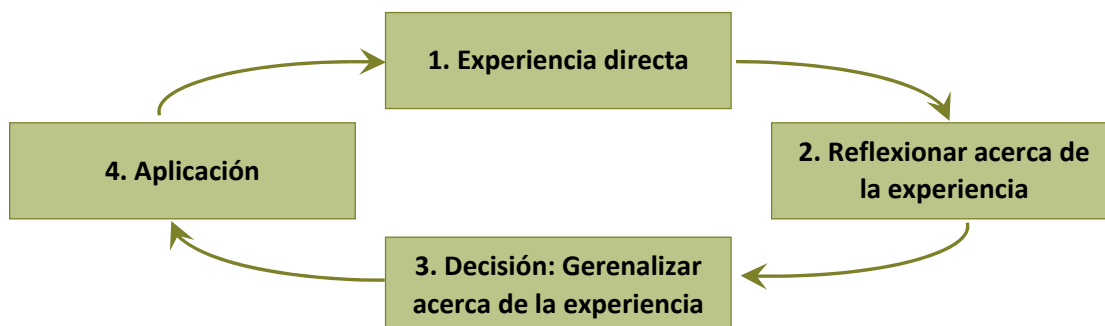 1. Experiencia directa
2. Reflexionar acerca de
la experiencia
3. Decisión: Gerenalizar
acerca de la experiencia
4. Aplicación